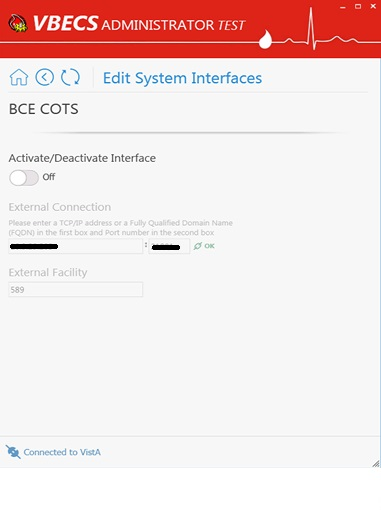 VBECS ADMINISTRATOR TEST
Edit System Interfaces
BCE COTS
Activate/Deactivate Interface
Off
External Connection
Please enter a TCP/IP address or a Fully Qualified Domain Name
(FQDN) in the first box and Port number in the second box
: OK
External Facility
589
Connected to VistA